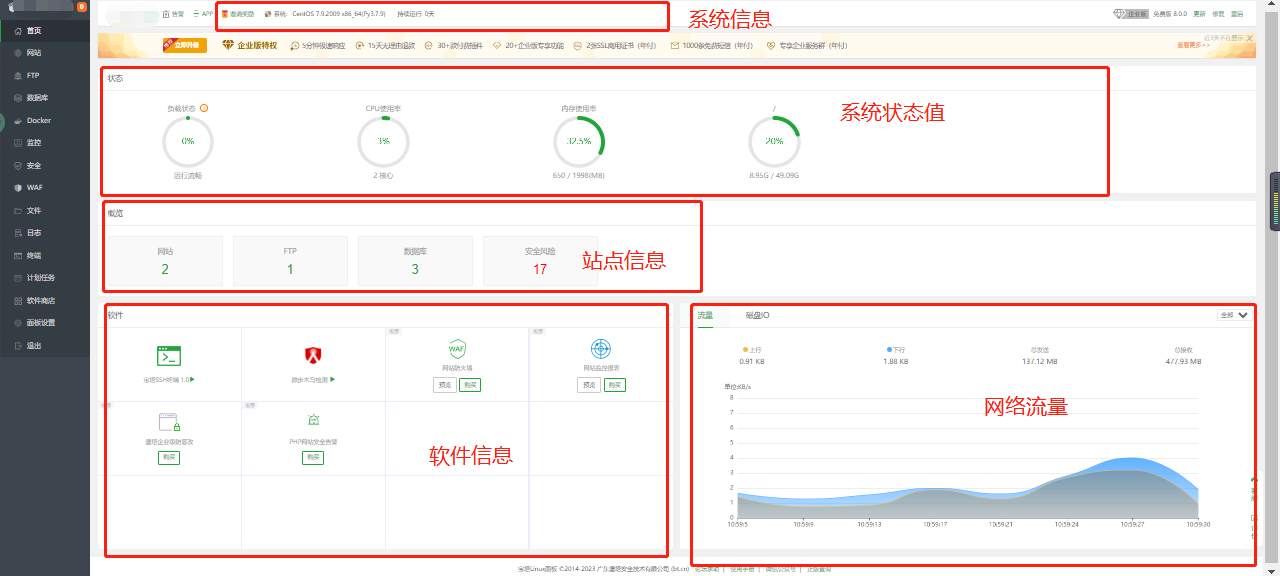 0
告警 APP 邀请奖励 系统: CentOS 7.9.2009 x86_64(Py3.7.9) 持续运行: 0天
系统信息
企业版 免费版 8.0.0 更新 修复 重启
立即升级 企业版特权 5分钟极速响应 15天无理由退款 30+款付费插件 20+企业版专享功能 2张SSL商用证书（年付） 1000条免费短信（年付） 专享企业服务群（年付）
查看更多>>
首页
网站
FTP
数据库
Docker
监控
安全
WAF
文件
日志
终端
计划任务
软件商店
面板设置
退出
状态
系统状态值
负载状态 CPU使用率 内存使用率 /
0% 3% 32.5% 20%
运行流畅 2 核心 650 / 1998(MB) 8.95G / 49.09G
概览
网站 FTP 数据库 安全风险
2 1 3 17
站点信息
软件
宝塔SSH终端 1.0
微步木马检测
WAF
网站防火墙
预览 购买
网站监控报表
预览 购买
堡塔企业级防篡改
购买
PHP网站安全告警
购买
软件信息
流量 磁盘IO 全部
上行 下行 总发送 总接收
0.91 KB 1.88 KB 137.12 MB 477.93 MB
单位:KB/s
8
7
6
5
4
3
2
1
0
网络流量
10:59:5 10:59:9 10:59:13 10:59:17 10:59:21 10:59:24 10:59:27 10:59:30
宝塔Linux面板 ©2014-2023 广东堡塔安全技术有限公司 (bt.cn) 论坛求助 | 使用手册 | 微信公众号 | 正版查询